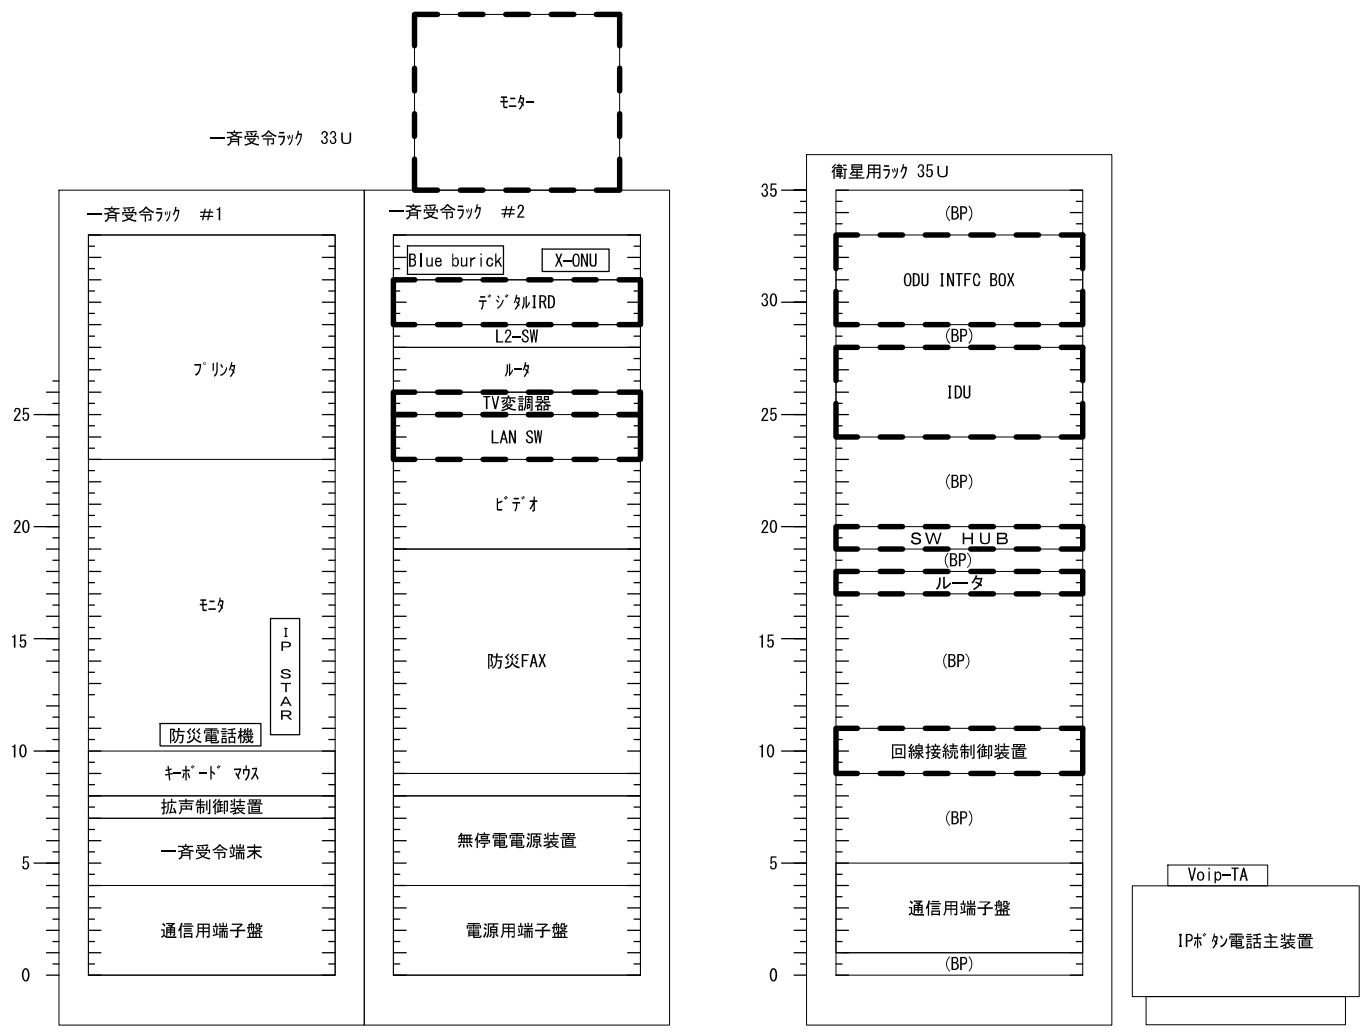 モニター
一斉受令ラック 33U
一斉受令ラック #1
プリンタ
モニタ
IP STAR
防災電話機
キーボード マウス
拡声制御装置
一斉受令端末
通信用端子盤
25
20
15
10
5
0
一斉受令ラック #2
Blue burick
X-ONU
デジタルIRD
L2-SW
ルータ
TV変調器
LAN SW
ビデオ
防災FAX
無停電電源装置
電源用端子盤
衛星用ラック 35U
35
30
25
20
15
10
5
0
(BP)
ODU INTFC BOX
(BP)
IDU
(BP)
SW HUB
(BP)
ルータ
(BP)
回線接続制御装置
(BP)
通信用端子盤
(BP)
Voip-TA
IPボタン電話主装置